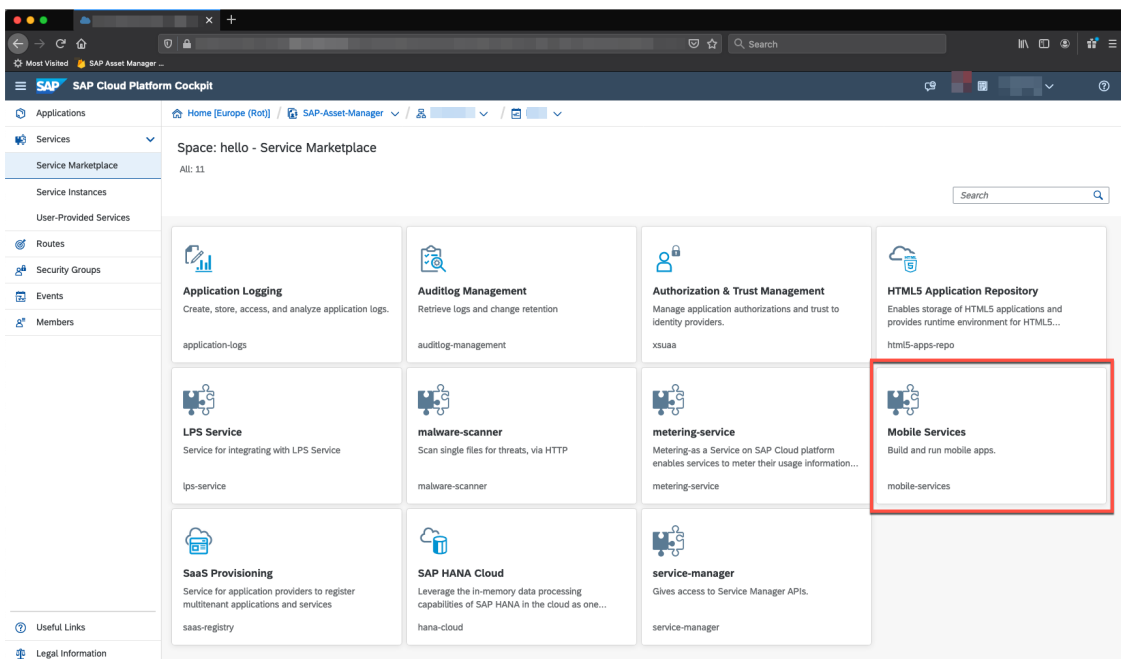 × +
Search
Most Visited SAP Asset Manager ...
SAP SAP Cloud Platform Cockpit
Applications
Home [Europe (Rot)] / SAP-Asset-Manager / /
Services
Space: hello - Service Marketplace
Service Marketplace
All: 11
Service Instances
Search
User-Provided Services
Routes
Security Groups
Events
Members
Application Logging
Create, store, access, and analyze application logs.
application-logs
Auditlog Management
Retrieve logs and change retention
auditlog-management
Authorization & Trust Management
Manage application authorizations and trust to
identity providers.
xsuaa
HTML5 Application Repository
Enables storage of HTML5 applications and
provides runtime environment for HTML5...
html5-apps-repo
LPS Service
Service for integrating with LPS Service
lps-service
malware-scanner
Scan single files for threats, via HTTP
malware-scanner
metering-service
Metering-as a Service on SAP Cloud platform
enables services to meter their usage information...
metering-service
Mobile Services
Build and run mobile apps.
mobile-services
SaaS Provisioning
Service for application providers to register
multitenant applications and services
saas-registry
SAP HANA Cloud
Leverage the in-memory data processing
capabilities of SAP HANA in the cloud as one...
hana-cloud
service-manager
Gives access to Service Manager APIs.
service-manager
Useful Links
Legal Information